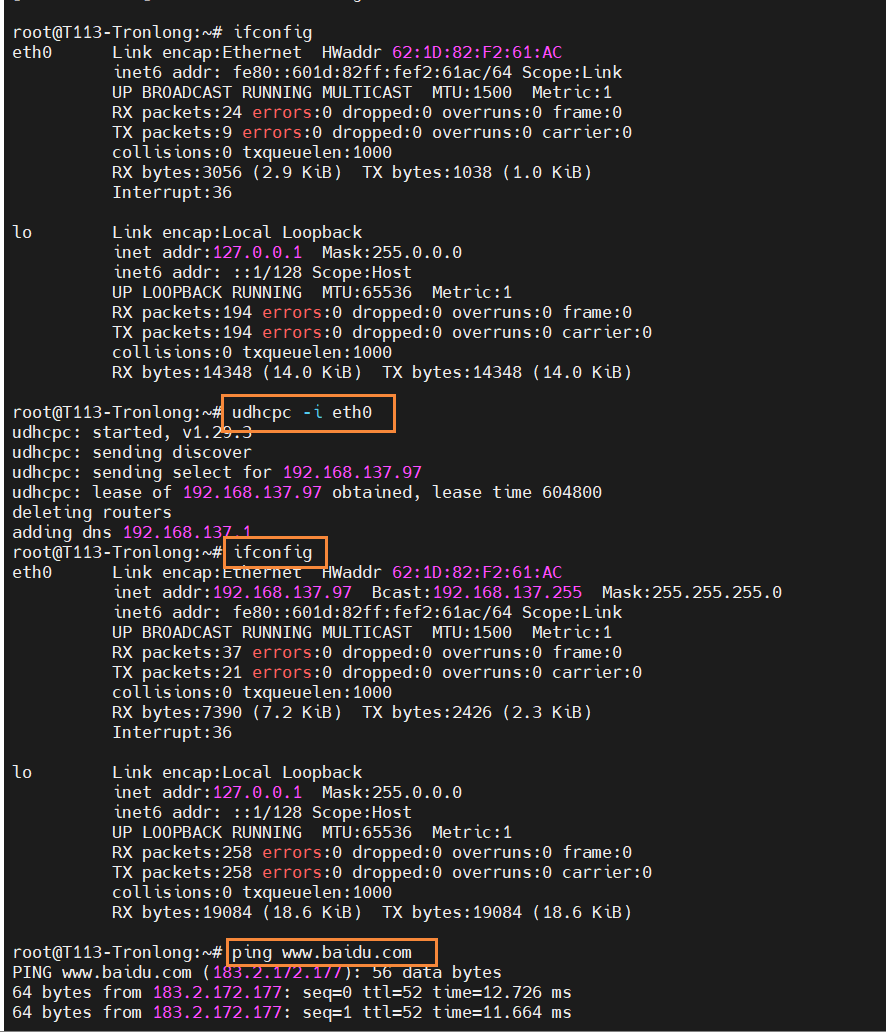 root@T113-Tronlong:~# ifconfig
eth0      Link encap:Ethernet  HWaddr 62:1D:82:F2:61:AC
          inet6 addr: fe80::601d:82ff:fef2:61ac/64 Scope:Link
          UP BROADCAST RUNNING MULTICAST  MTU:1500  Metric:1
          RX packets:24 errors:0 dropped:0 overruns:0 frame:0
          TX packets:9 errors:0 dropped:0 overruns:0 carrier:0
          collisions:0 txqueuelen:1000
          RX bytes:3056 (2.9 KiB)  TX bytes:1038 (1.0 KiB)
          Interrupt:36

lo        Link encap:Local Loopback
          inet addr:127.0.0.1  Mask:255.0.0.0
          inet6 addr: ::1/128 Scope:Host
          UP LOOPBACK RUNNING  MTU:65536  Metric:1
          RX packets:194 errors:0 dropped:0 overruns:0 frame:0
          TX packets:194 errors:0 dropped:0 overruns:0 carrier:0
          collisions:0 txqueuelen:1000
          RX bytes:14348 (14.0 KiB)  TX bytes:14348 (14.0 KiB)

root@T113-Tronlong:~# udhcpc -i eth0
udhcpc: started, v1.29.3
udhcpc: sending discover
udhcpc: sending select for 192.168.137.97
udhcpc: lease of 192.168.137.97 obtained, lease time 604800
deleting routers
adding dns 192.168.137.1
root@T113-Tronlong:~# ifconfig
eth0      Link encap:Ethernet  HWaddr 62:1D:82:F2:61:AC
          inet addr:192.168.137.97  Bcast:192.168.137.255  Mask:255.255.255.0
          inet6 addr: fe80::601d:82ff:fef2:61ac/64 Scope:Link
          UP BROADCAST RUNNING MULTICAST  MTU:1500  Metric:1
          RX packets:37 errors:0 dropped:0 overruns:0 frame:0
          TX packets:21 errors:0 dropped:0 overruns:0 carrier:0
          collisions:0 txqueuelen:1000
          RX bytes:7390 (7.2 KiB)  TX bytes:2426 (2.3 KiB)
          Interrupt:36

lo        Link encap:Local Loopback
          inet addr:127.0.0.1  Mask:255.0.0.0
          inet6 addr: ::1/128 Scope:Host
          UP LOOPBACK RUNNING  MTU:65536  Metric:1
          RX packets:258 errors:0 dropped:0 overruns:0 frame:0
          TX packets:258 errors:0 dropped:0 overruns:0 carrier:0
          collisions:0 txqueuelen:1000
          RX bytes:19084 (18.6 KiB)  TX bytes:19084 (18.6 KiB)

root@T113-Tronlong:~# ping www.baidu.com
PING www.baidu.com (183.2.172.177): 56 data bytes
64 bytes from 183.2.172.177: seq=0 ttl=52 time=12.726 ms
64 bytes from 183.2.172.177: seq=1 ttl=52 time=11.664 ms